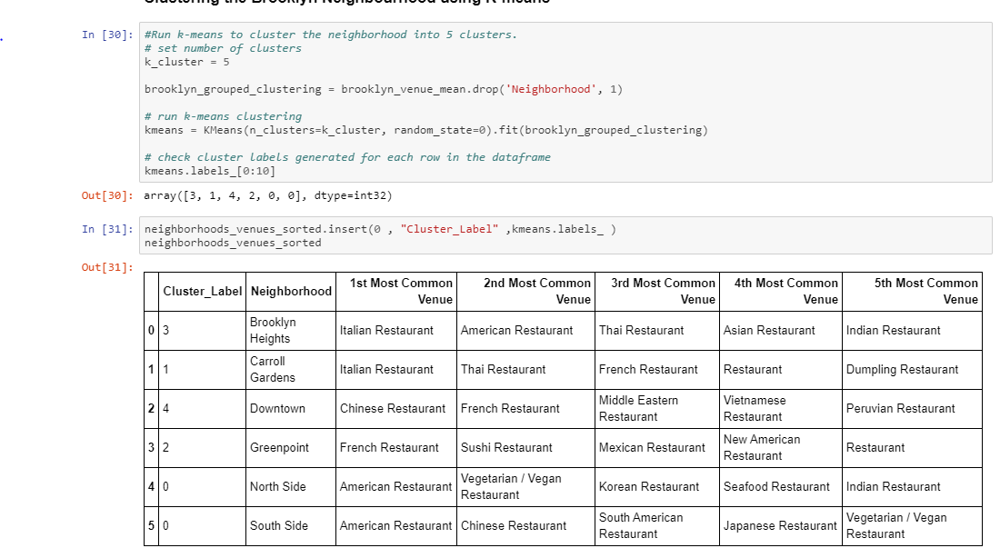 Clustering the Brooklyn Neighbourhood using K-means
In [30]: #Run k-means to cluster the neighborhood into 5 clusters.
# set number of clusters
k_cluster = 5
brooklyn_grouped_clustering = brooklyn_venue_mean.drop('Neighborhood', 1)
# run k-means clustering
kmeans = KMeans(n_clusters=k_cluster, random_state=0).fit(brooklyn_grouped_clustering)
# check cluster labels generated for each row in the dataframe
kmeans.labels_[0:10]
Out[30]: array([3, 1, 4, 2, 0, 0], dtype=int32)
In [31]: neighborhoods_venues_sorted.insert(0 , "Cluster_Label" ,kmeans.labels_ )
neighborhoods_venues_sorted
Out[31]:
Cluster_Label Neighborhood 1st Most Common Venue 2nd Most Common Venue 3rd Most Common Venue 4th Most Common Venue 5th Most Common Venue
0 3 Brooklyn Heights Italian Restaurant American Restaurant Thai Restaurant Asian Restaurant Indian Restaurant
1 1 Carroll Gardens Italian Restaurant Thai Restaurant French Restaurant Restaurant Dumpling Restaurant
2 4 Downtown Chinese Restaurant French Restaurant Middle Eastern Restaurant Vietnamese Restaurant Peruvian Restaurant
3 2 Greenpoint French Restaurant Sushi Restaurant Mexican Restaurant New American Restaurant Restaurant
4 0 North Side American Restaurant Vegetarian / Vegan Restaurant Korean Restaurant Seafood Restaurant Indian Restaurant
5 0 South Side American Restaurant Chinese Restaurant South American Restaurant Japanese Restaurant Vegetarian / Vegan Restaurant